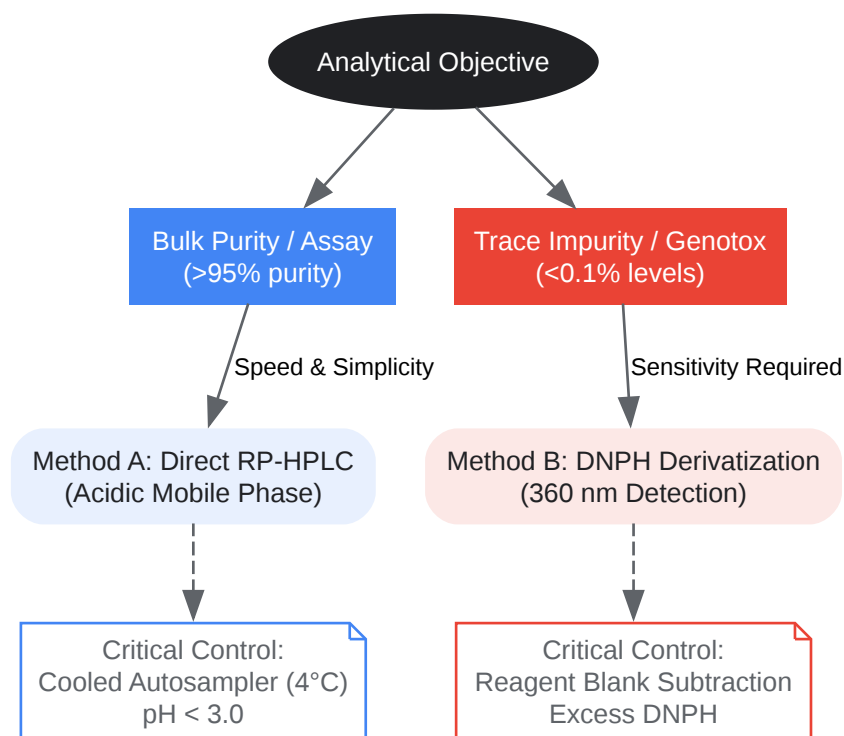 Analytical Objective
Bulk Purity / Assay
(>95% purity)
Trace Impurity / Genotox
(<0.1% levels)
Speed & Simplicity
Sensitivity Required
Method A: Direct RP-HPLC
(Acidic Mobile Phase)
Method B: DNPH Derivatization
(360 nm Detection)
Critical Control:
Cooled Autosampler (4°C)
pH < 3.0
Critical Control:
Reagent Blank Subtraction
Excess DNPH